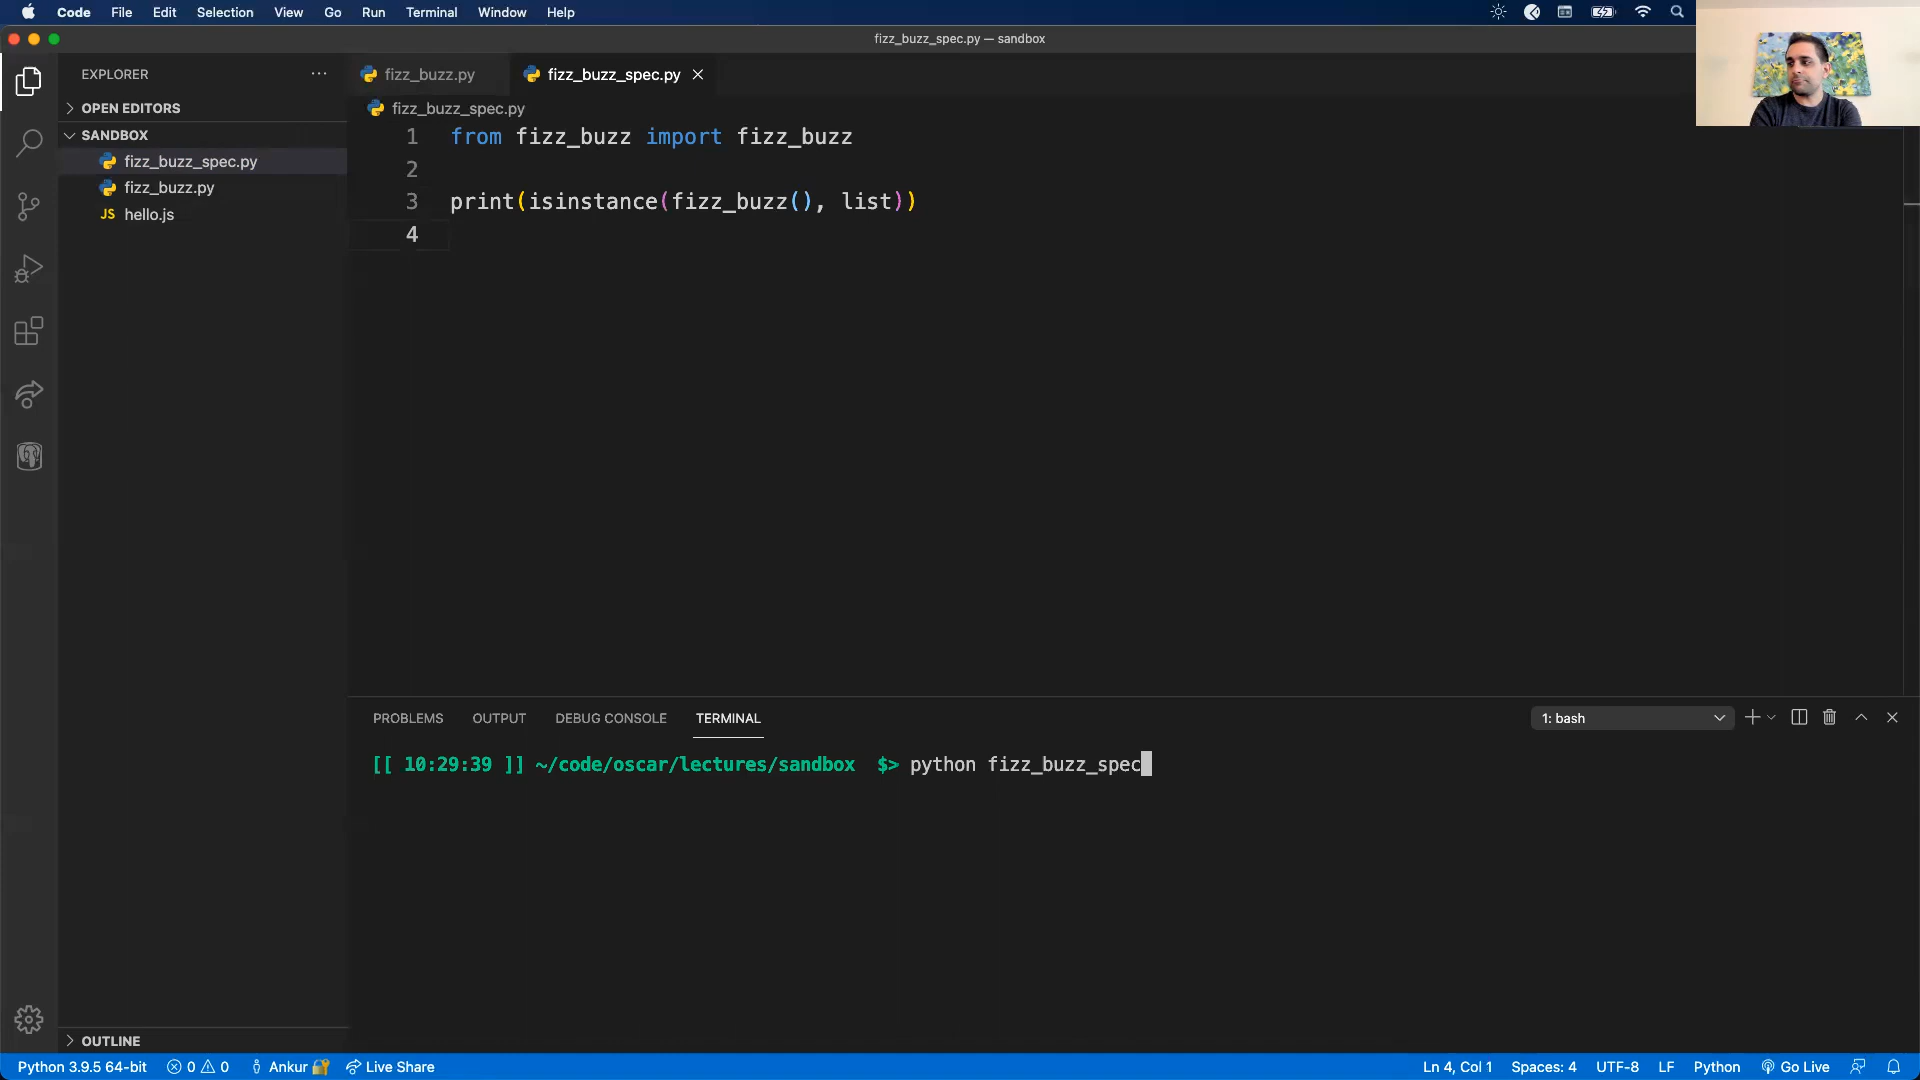 Code File Edit Selection View Go Run Terminal Window Help
fizz_buzz_spec.py — sandbox
EXPLORER
fizz_buzz.py
fizz_buzz_spec.py
OPEN EDITORS
fizz_buzz_spec.py
SANDBOX
fizz_buzz_spec.py
fizz_buzz.py
JS hello.js
1 from fizz_buzz import fizz_buzz
2
3 print(isinstance(fizz_buzz(), list))
4
PROBLEMS OUTPUT DEBUG CONSOLE TERMINAL
1: bash
[[ 10:29:39 ]] ~/code/oscar/lectures/sandbox $> python fizz_buzz_spec
OUTLINE
Python 3.9.5 64-bit 0 0 Ankur Live Share Ln 4, Col 1 Spaces: 4 UTF-8 LF Python Go Live